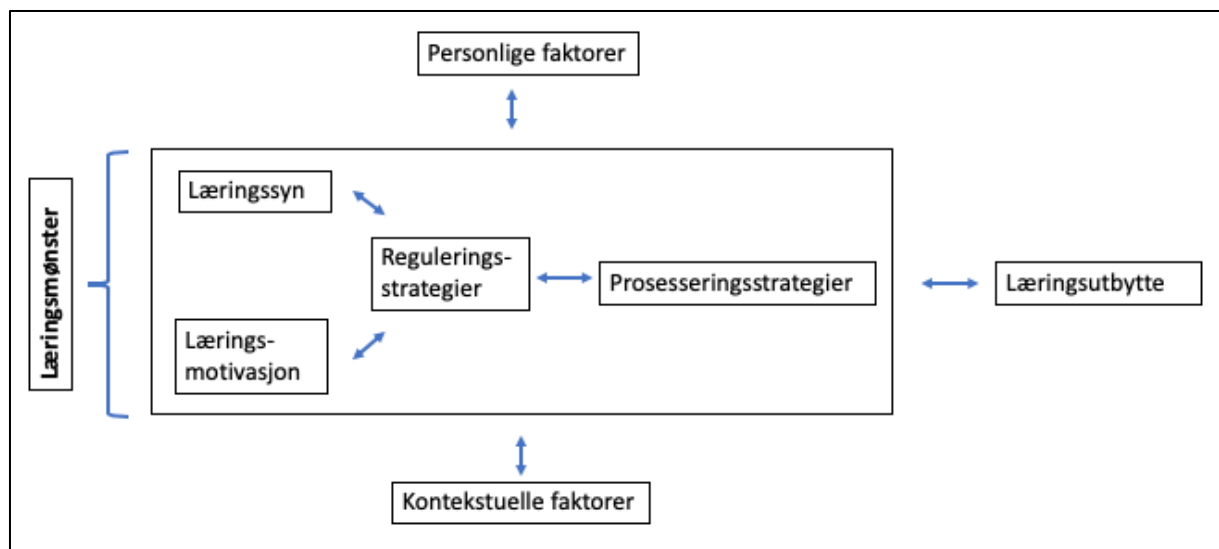 Personlige faktorer
Læringsmønster
Læringssyn
Regulerings-
strategier
Prosesseringsstrategier
Læringsutbytte
Lærings-
motivasjon
Kontekstuelle faktorer